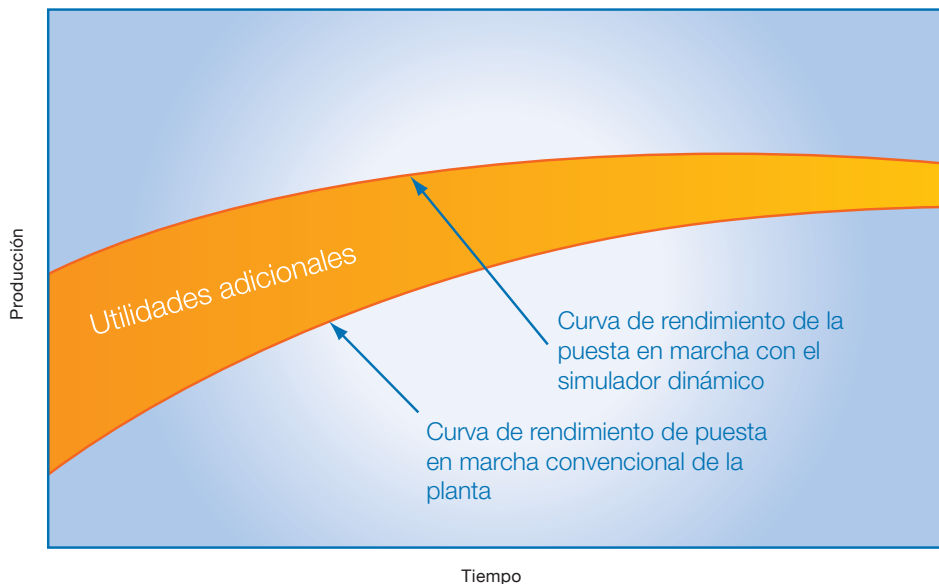 Producción
Utilidades adicionales
Curva de rendimiento de la
puesta en marcha con el
simulador dinámico
Curva de rendimiento de puesta
en marcha convencional de la
planta
Tiempo